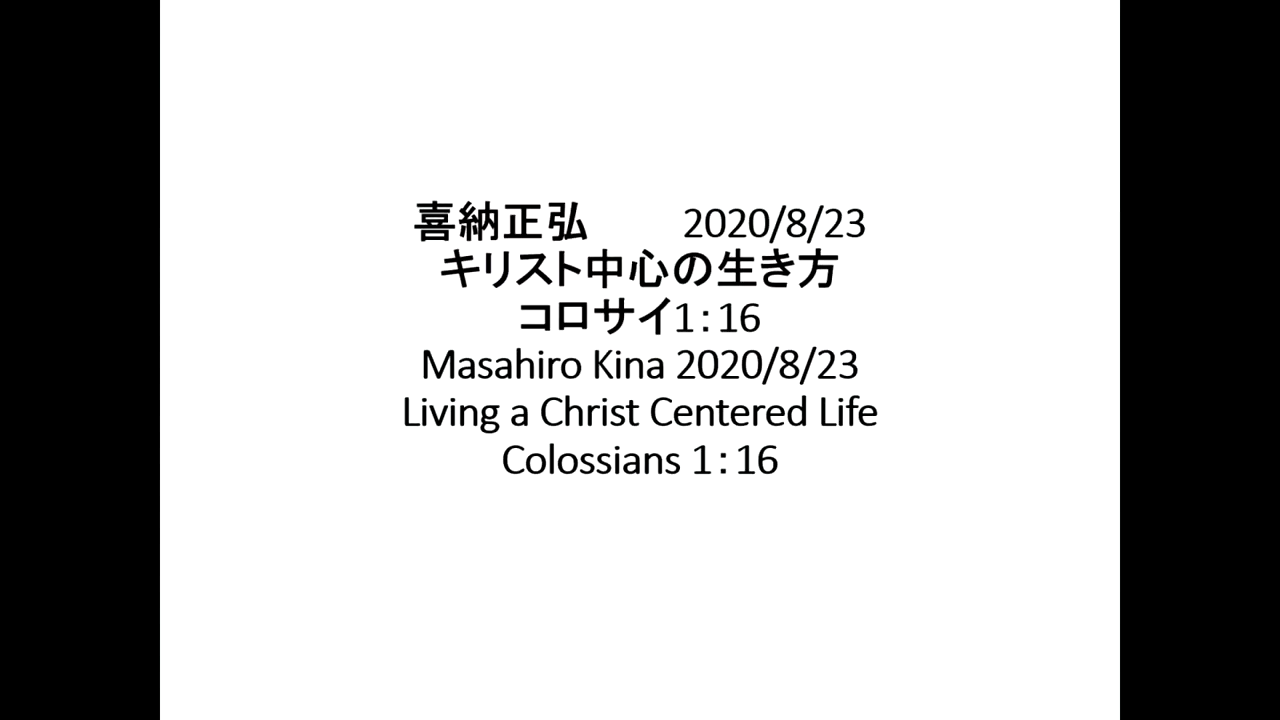 喜納正弘　　2020/8/23
キリスト中心の生き方
コロサイ1：16
Masahiro Kina 2020/8/23
Living a Christ Centered Life
Colossians 1：16